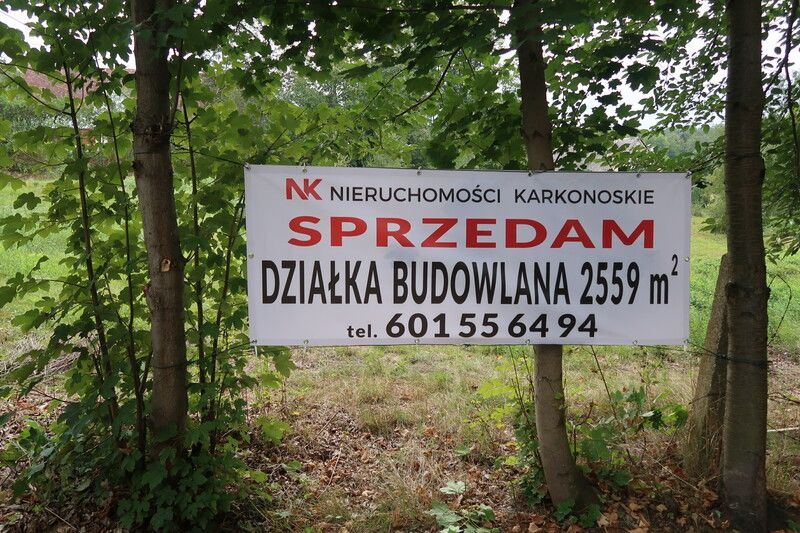 NK NIERUCHOMOŚCI KARKONOSKIE
SPRZEDAM
DZIAŁKA BUDOWLANA 2559 m²
tel. 601 55 64 94